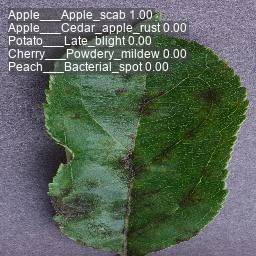 Apple___Apple_scab 1.00
Apple___Cedar_apple_rust 0.00
Potato___Late_blight 0.00
Cherry___Powdery_mildew 0.00
Peach___Bacterial_spot 0.00